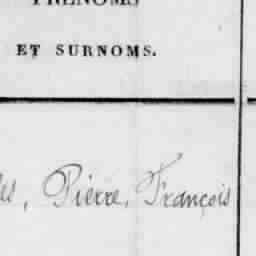 PRÉNOMS
ET SURNOMS.
, Pierre, François